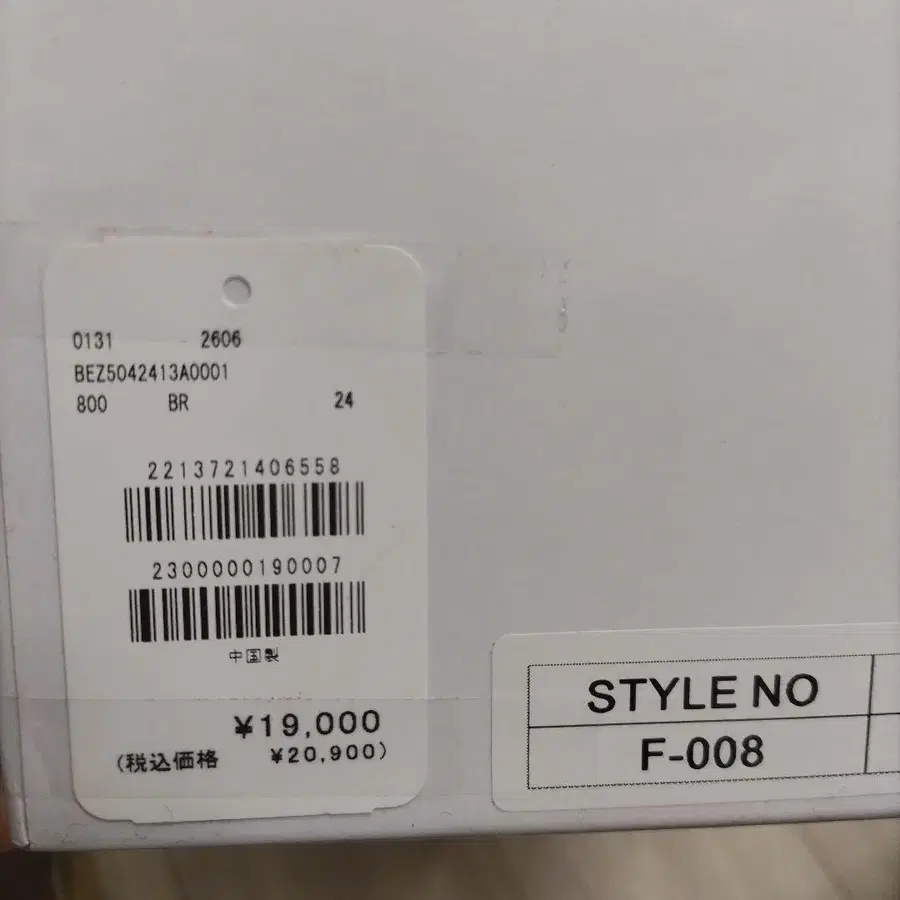 0131 2606
BEZ5042413A0001
800 BR 24
2213721406558
2300000190007
中国製
¥19,000
(税込価格 ¥20,900)
STYLE NO
F-008